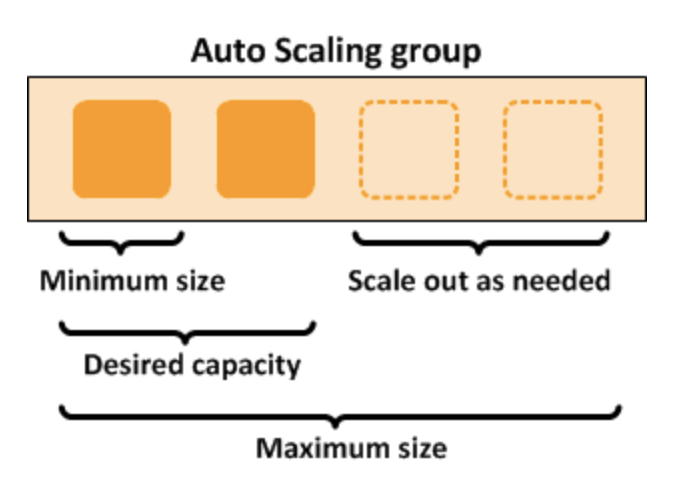 Auto Scaling group
Minimum size
Scale out as needed
Desired capacity
Maximum size